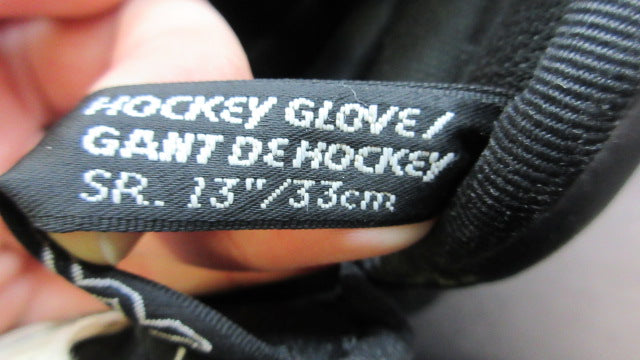 HOCKEY GLOVE /
GANT DE HOCKEY
SR. 13"/33cm